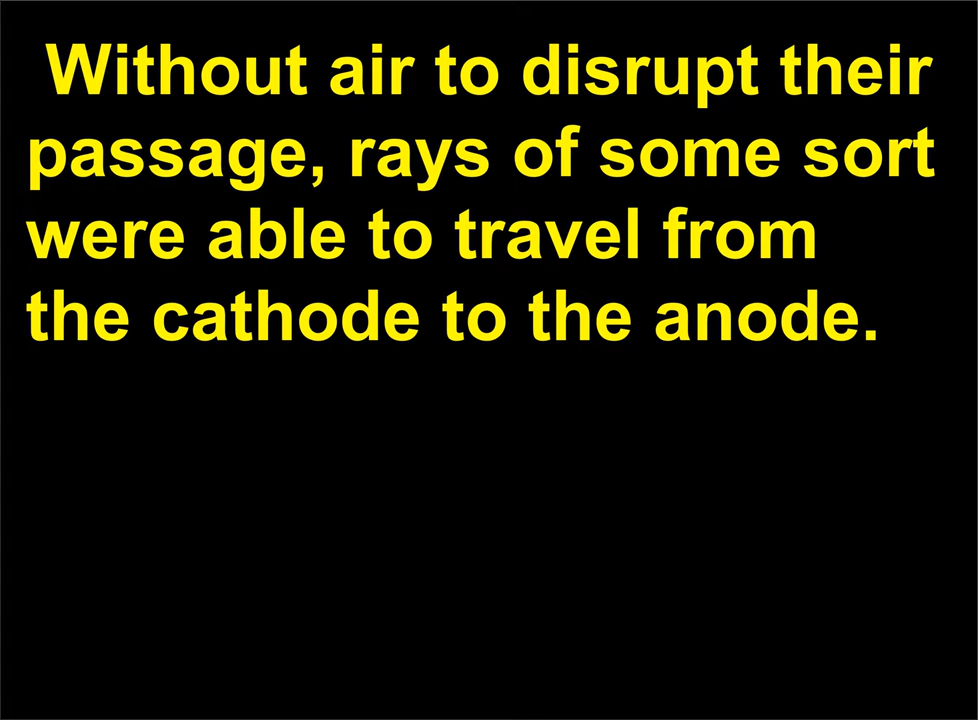 Without air to disrupt their
passage, rays of some sort
were able to travel from
the cathode to the anode.